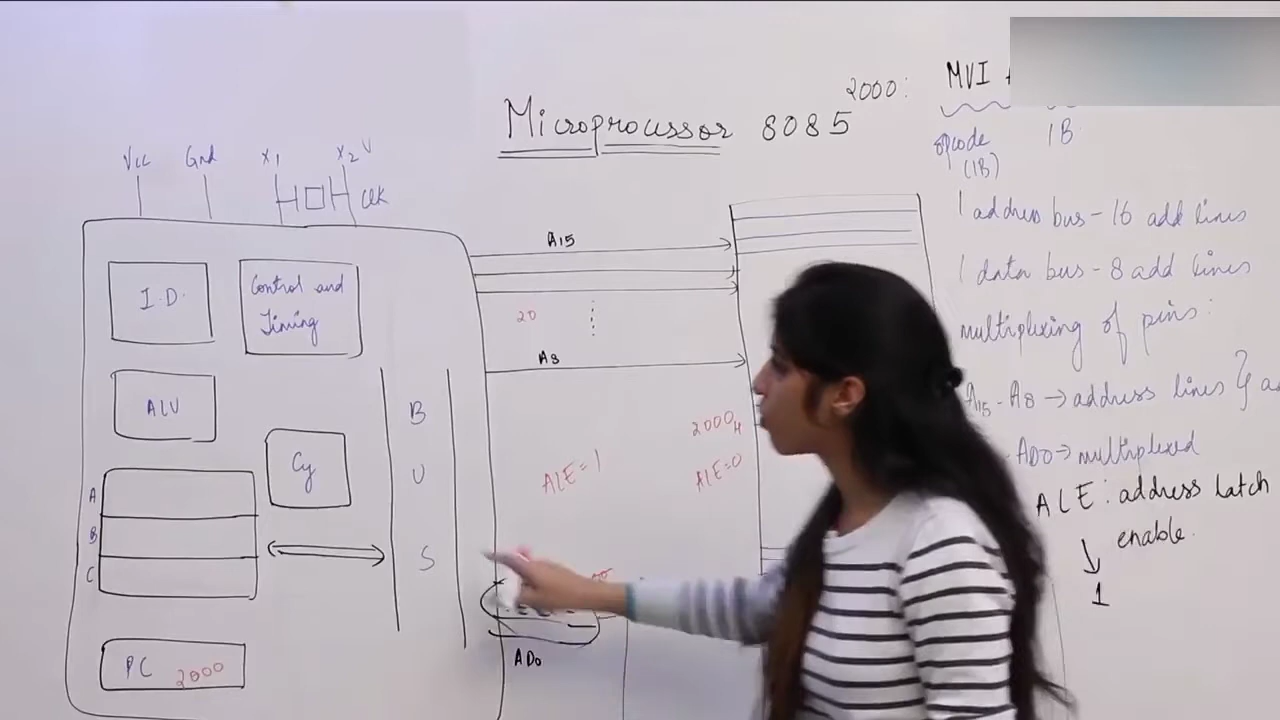 Microprocessor 8085
2000:
MVI
opcode
(1B)
1B
Vcc Gnd X1 X2 V
Clk
I.D.
Control and
Timing
ALU
Cy
A
B
C
PC 2000
B
U
S
A15
20
A8
ALE=1
2000H
ALE=0
AD0
1 address bus - 16 add lines
1 data bus - 8 add lines
multiplexing of pins:
A15 - A8 → address lines }
- AD0 → multiplexed
ALE: address latch
enable.
↓
1